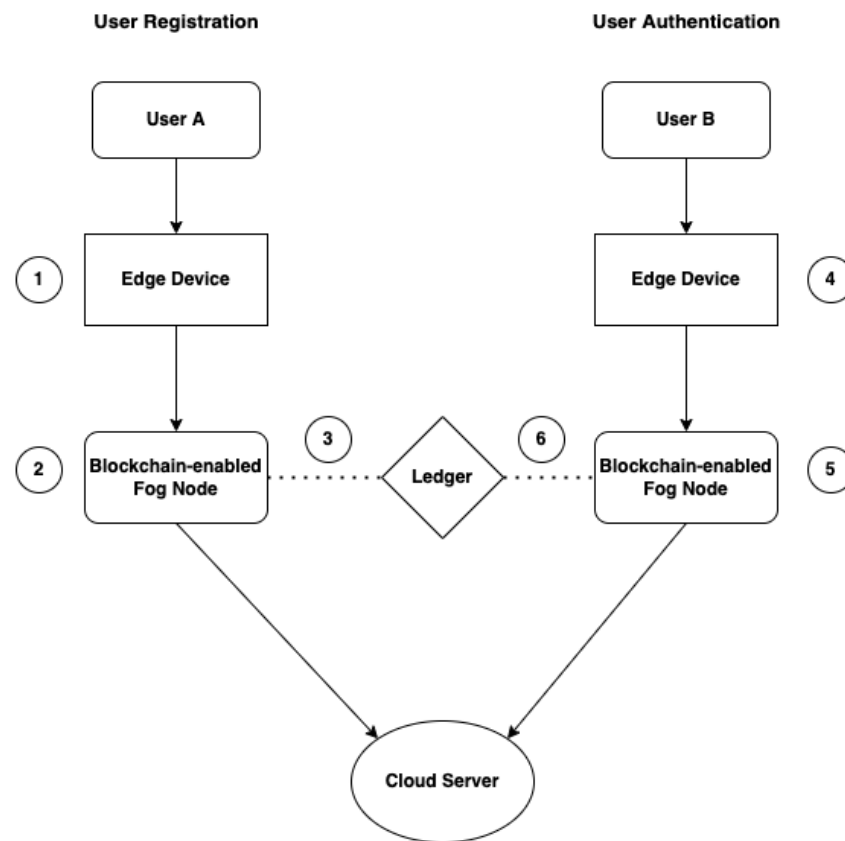 User Registration
User Authentication
User A
User B
1
Edge Device
Edge Device
4
2
Blockchain-enabled
Fog Node
3
Ledger
6
Blockchain-enabled
Fog Node
5
Cloud Server